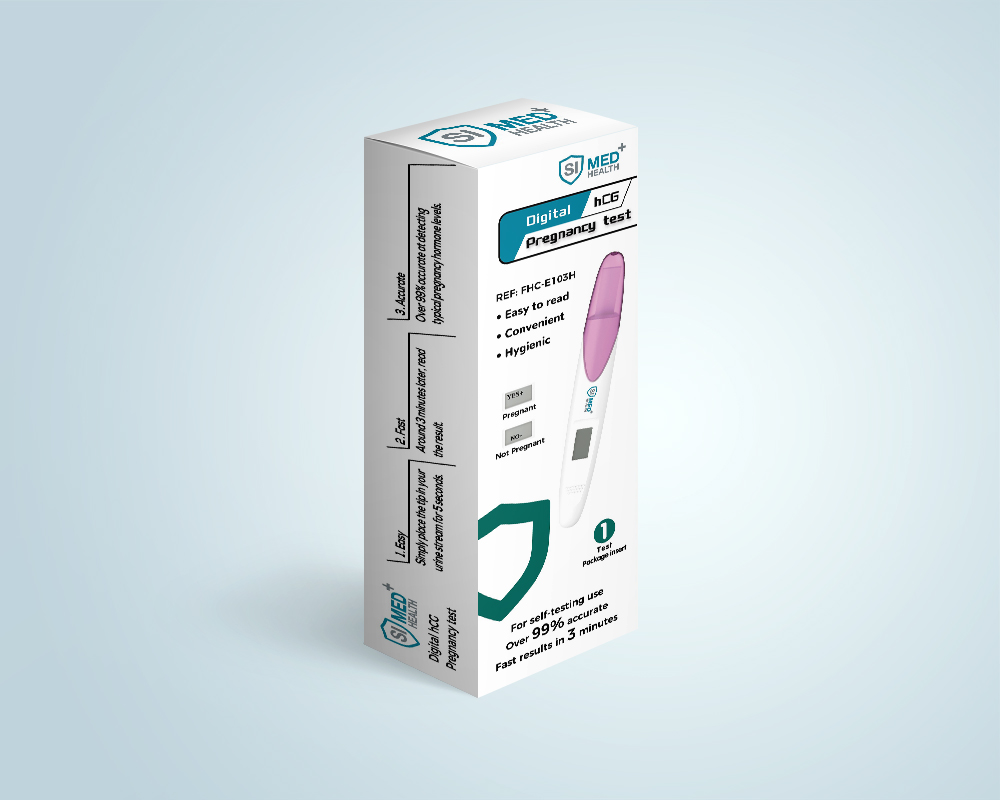 SI MED+
HEALTH
SI MED+
HEALTH
Digital hCG
Pregnancy test
REF: FHC-E103H
• Easy to read
• Convenient
• Hygienic
YES+
Pregnant
NO-
Not Pregnant
SI MED+
HEALTH
1
Test
Package insert
For self-testing use
Over 99% accurate
Fast results in 3 minutes
3. Accurate
Over 99% accurate at detecting
typical pregnancy hormone levels.
2. Fast
Around 3 minutes later, read
the result.
1. Easy
Simply place the tip in your
urine stream for 5 seconds.
SI MED+
HEALTH
Digital hCG
Pregnancy test